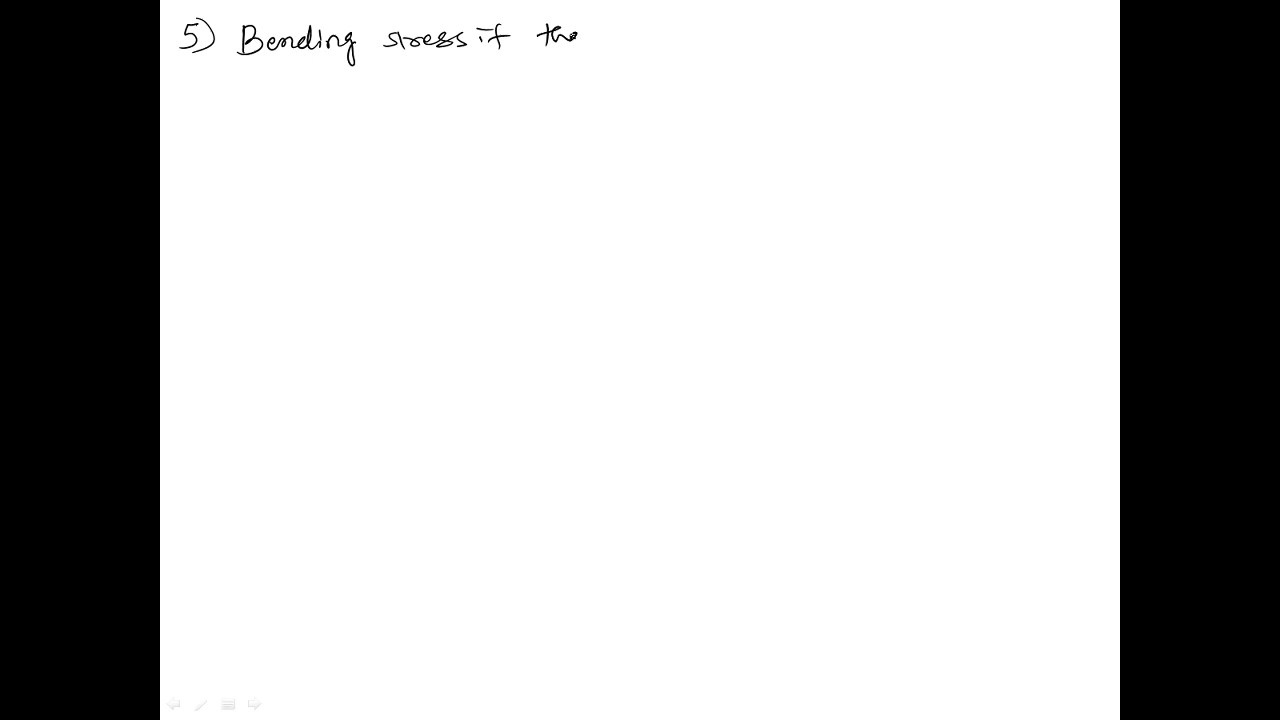 5) Bending stress if the